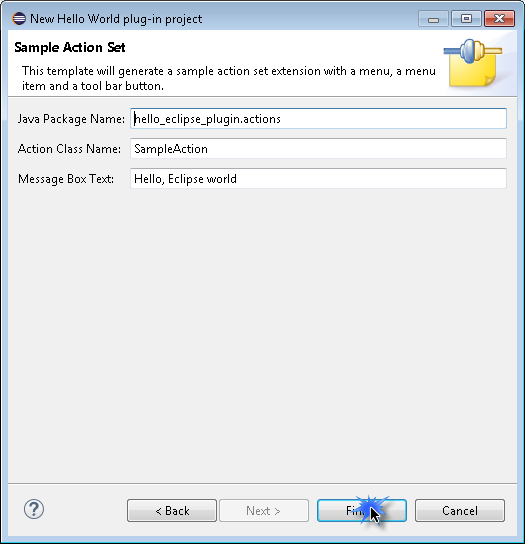 New Hello World plug-in project
Sample Action Set
This template will generate a sample action set extension with a menu, a menu
item and a tool bar button.
Java Package Name: hello_eclipse_plugin.actions
Action Class Name: SampleAction
Message Box Text: Hello, Eclipse world
? < Back Next > Cancel